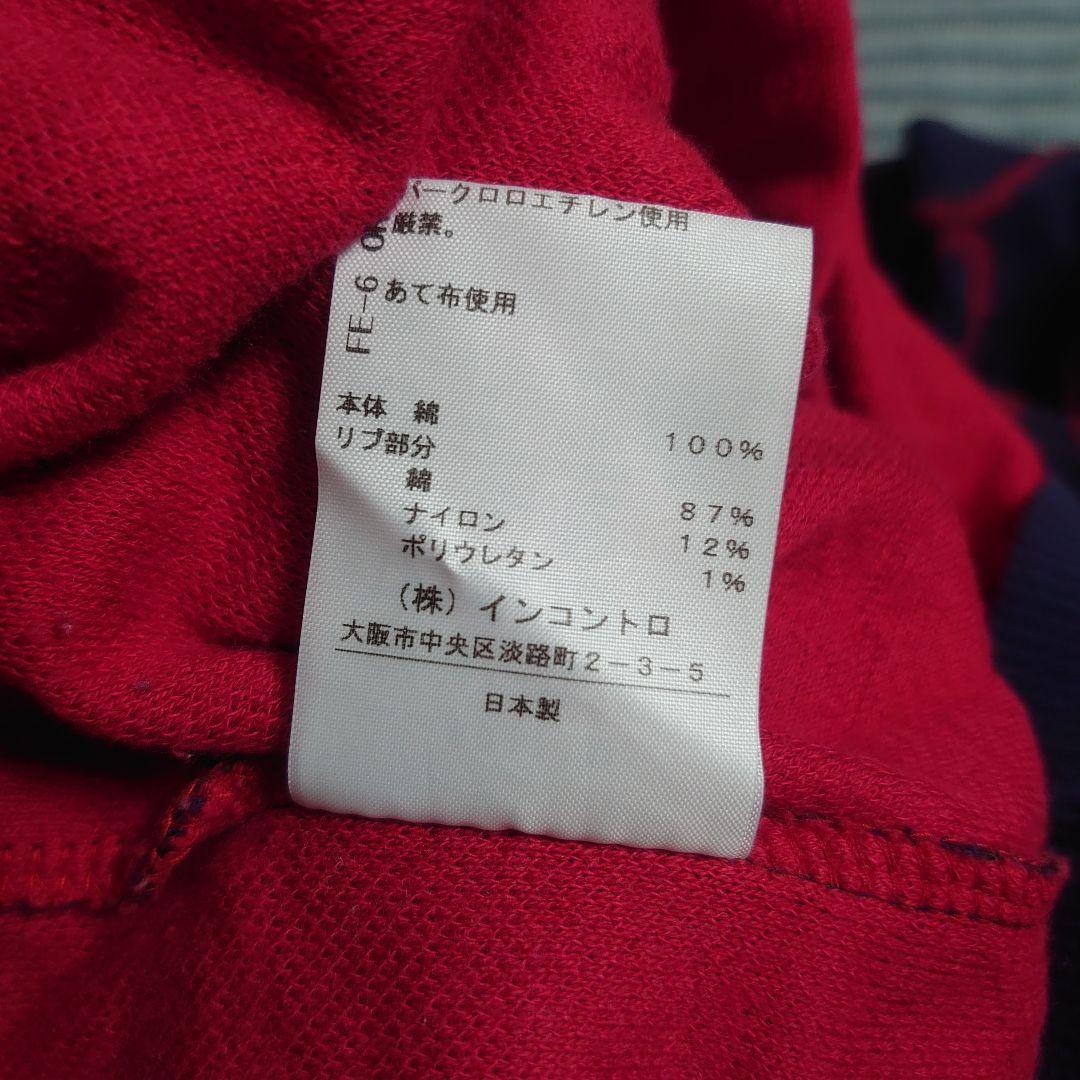 パークロロエチレン使用
厳禁。
FE-6
あて布使用
本体 綿 100%
リブ部分
綿 87%
ナイロン 12%
ポリウレタン 1%
(株)インコントロ
大阪市中央区淡路町2-3-5
日本製